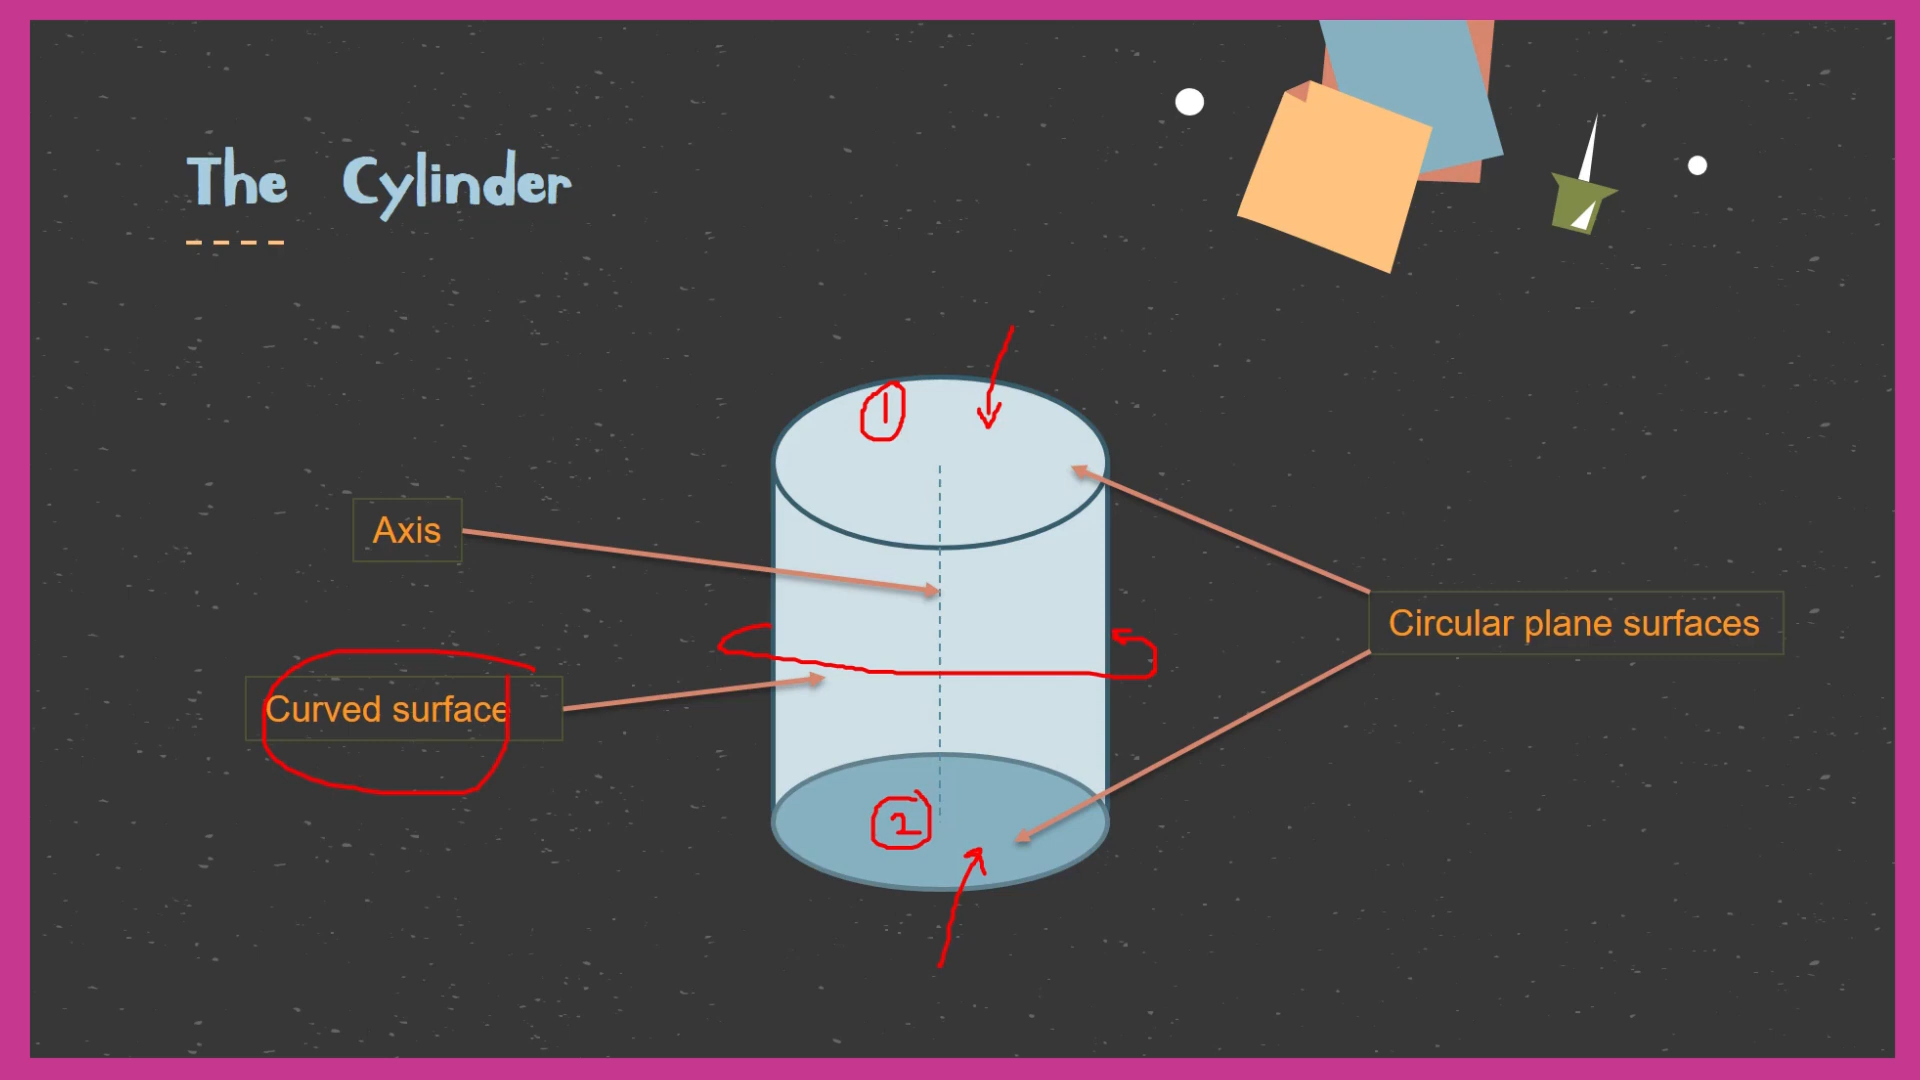 The Cylinder
1
Axis
Circular plane surfaces
Curved surface
2